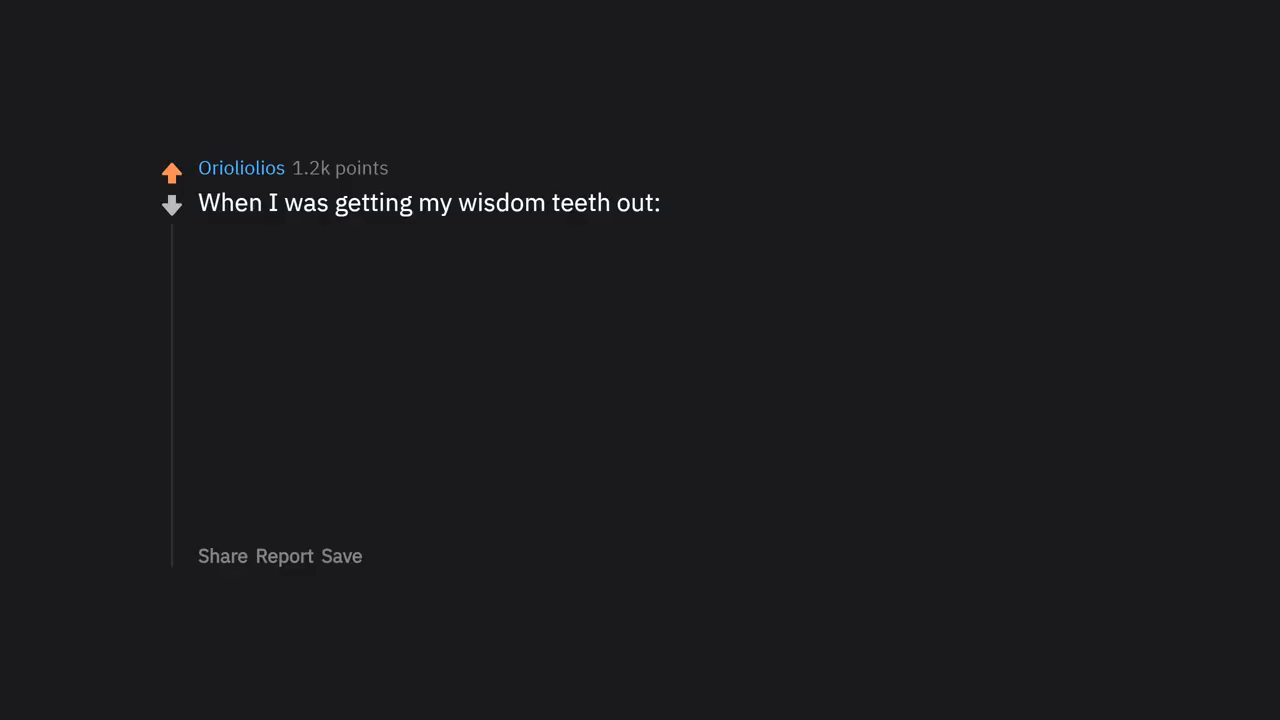 Orioliolios 1.2k points
When I was getting my wisdom teeth out:
Share Report Save